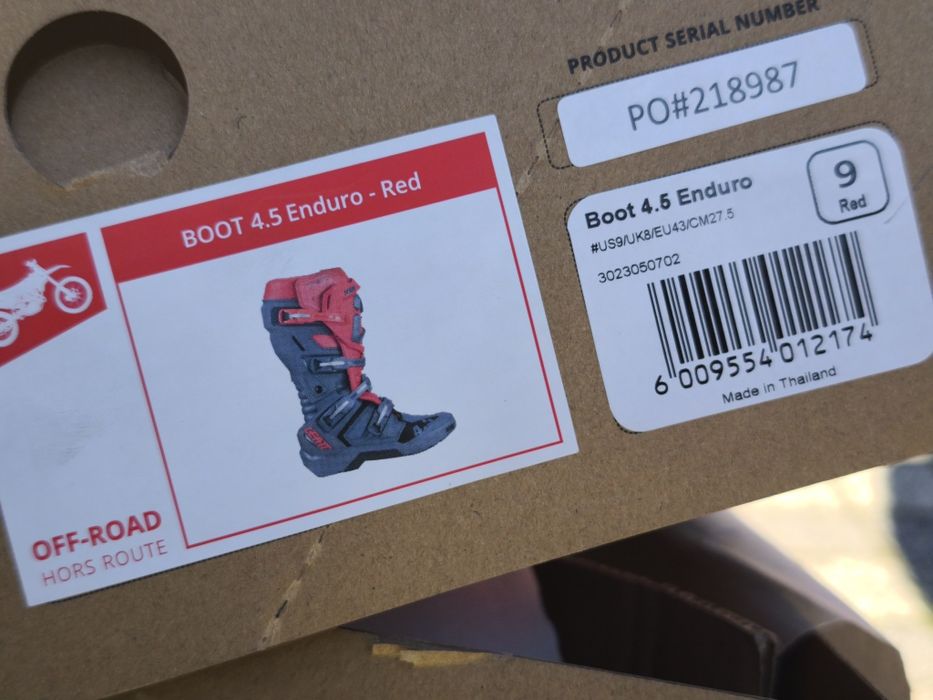 PRODUCT SERIAL NUMBER
PO#218987
BOOT 4.5 Enduro - Red
OFF-ROAD
HORS ROUTE
LEATT
Boot 4.5 Enduro
#US9/UK8/EU43/CM27.5
3023050702
9
Red
6 009554 012174
Made in Thailand